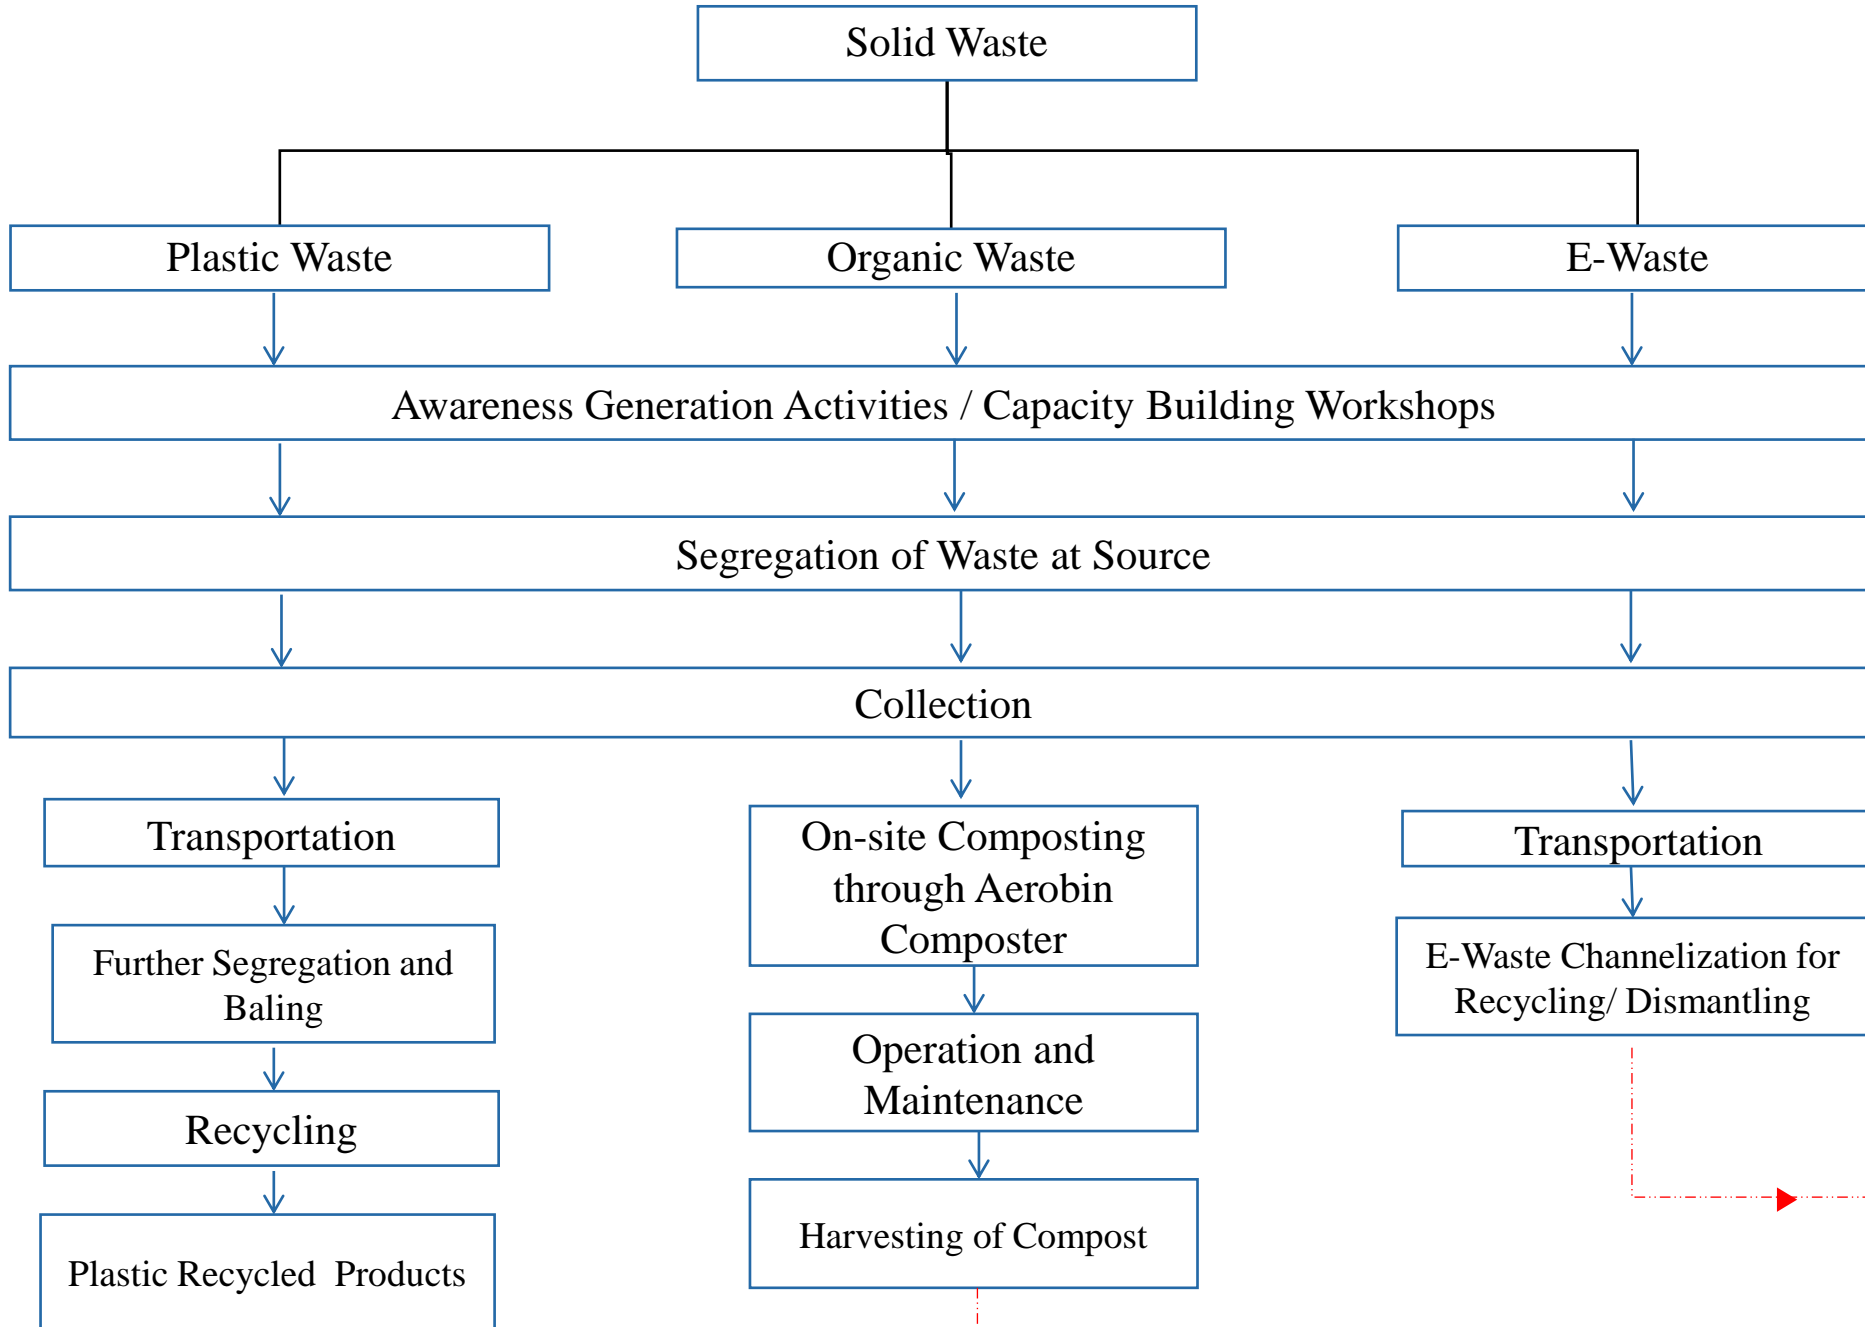 Solid Waste
Plastic Waste
Organic Waste
E-Waste
Awareness Generation Activities / Capacity Building Workshops
Segregation of Waste at Source
Collection
Transportation
On-site Composting
through Aerobin
Composter
Transportation
Further Segregation and
Baling
E-Waste Channelization for
Recycling/ Dismantling
Operation and
Maintenance
Recycling
Harvesting of Compost
Plastic Recycled  Products